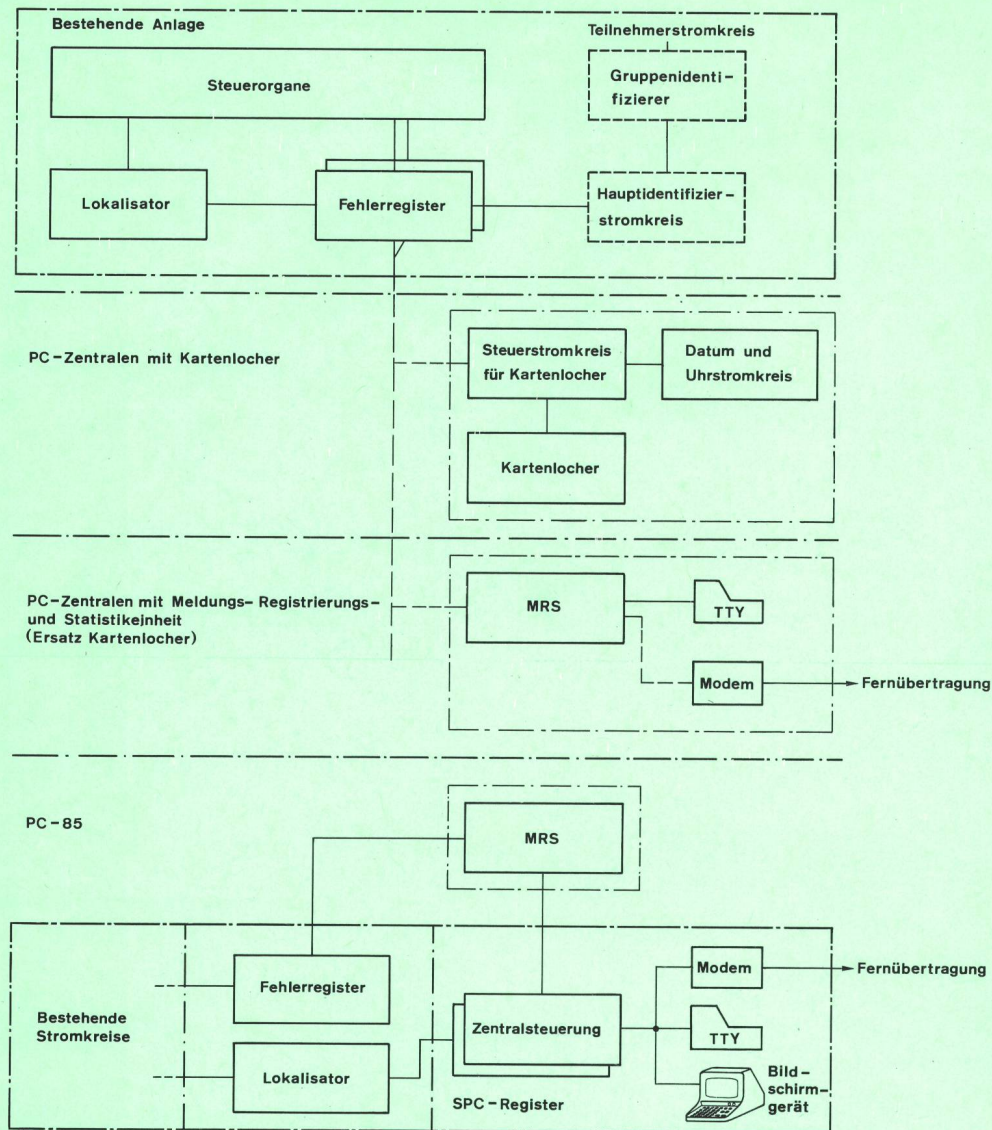 Bestehende Anlage
Teilnehmerstromkreis
Steuerorgane
Gruppenidenti-
fizierer
Lokalisator
Fehlerregister
Hauptidentifizier-
stromkreis
PC-Zentralen mit Kartenlocher
Steuerstromkreis
für Kartenlocher
Datum und
Uhrstromkreis
Kartenlocher
PC-Zentralen mit Meldungs-Registrierungs-
und Statistikeinheit
(Ersatz Kartenlocher)
MRS
TTY
Modem
Fernübertragung
PC-85
MRS
Bestehende
Stromkreise
Fehlerregister
Lokalisator
Zentralsteuerung
SPC-Register
Modem
Fernübertragung
TTY
Bild-
schirm-
gerät